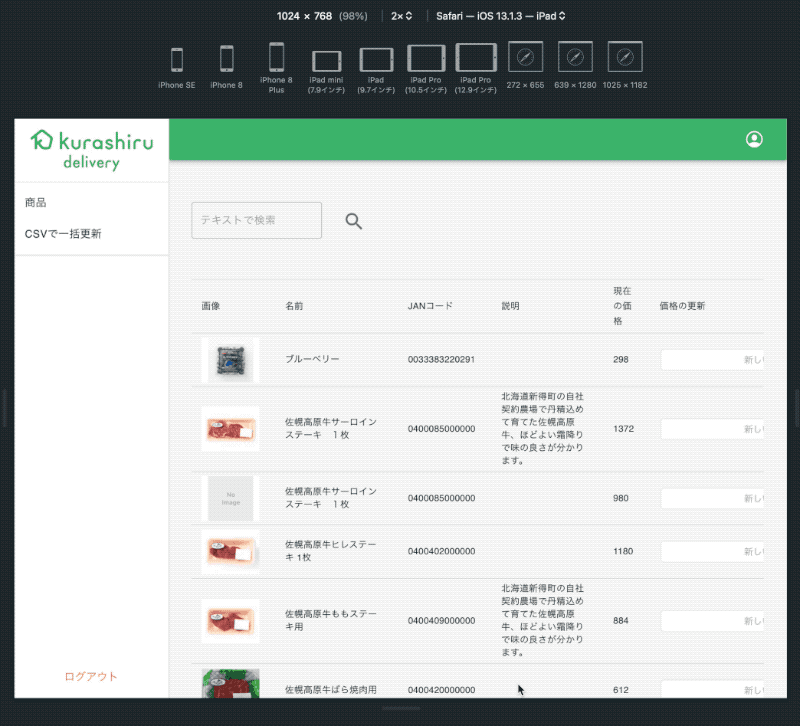 1024 × 768 (98%) 2× Safari — iOS 13.1.3 — iPad
iPhone SE
iPhone 8
iPhone 8
Plus
iPad mini
(7.9インチ)
iPad
(9.7インチ)
iPad Pro
(10.5インチ)
iPad Pro
(12.9インチ)
272 × 655
639 × 1280
1025 × 1182
kurashiru
delivery
商品
CSVで一括更新
ログアウト
テキストで検索
画像 名前 JANコード 説明 現在
の価
格 価格の更新
ブルーベリー 0033383220291 298 新しい
佐幌高原牛サーロイン
ステーキ 1枚 0400085000000
北海道新得町の自社
契約農場で丹精込め
て育てた佐幌高原
牛、ほどよい霜降り
で味の良さが分かり
ます。
1372 新しい
No
Image
佐幌高原牛サーロイン
ステーキ 1枚 0400085000000 980 新しい
佐幌高原牛ヒレステー
キ 1枚 0400402000000 1180 新しい
佐幌高原牛ももステー
キ用 0400409000000
北海道新得町の自社
契約農場で丹精込め
て育てた佐幌高原
牛、ほどよい霜降り
で味の良さが分かり
ます。
884 新しい
佐幌高原牛ばら焼肉用 0400420000000 612 新しい